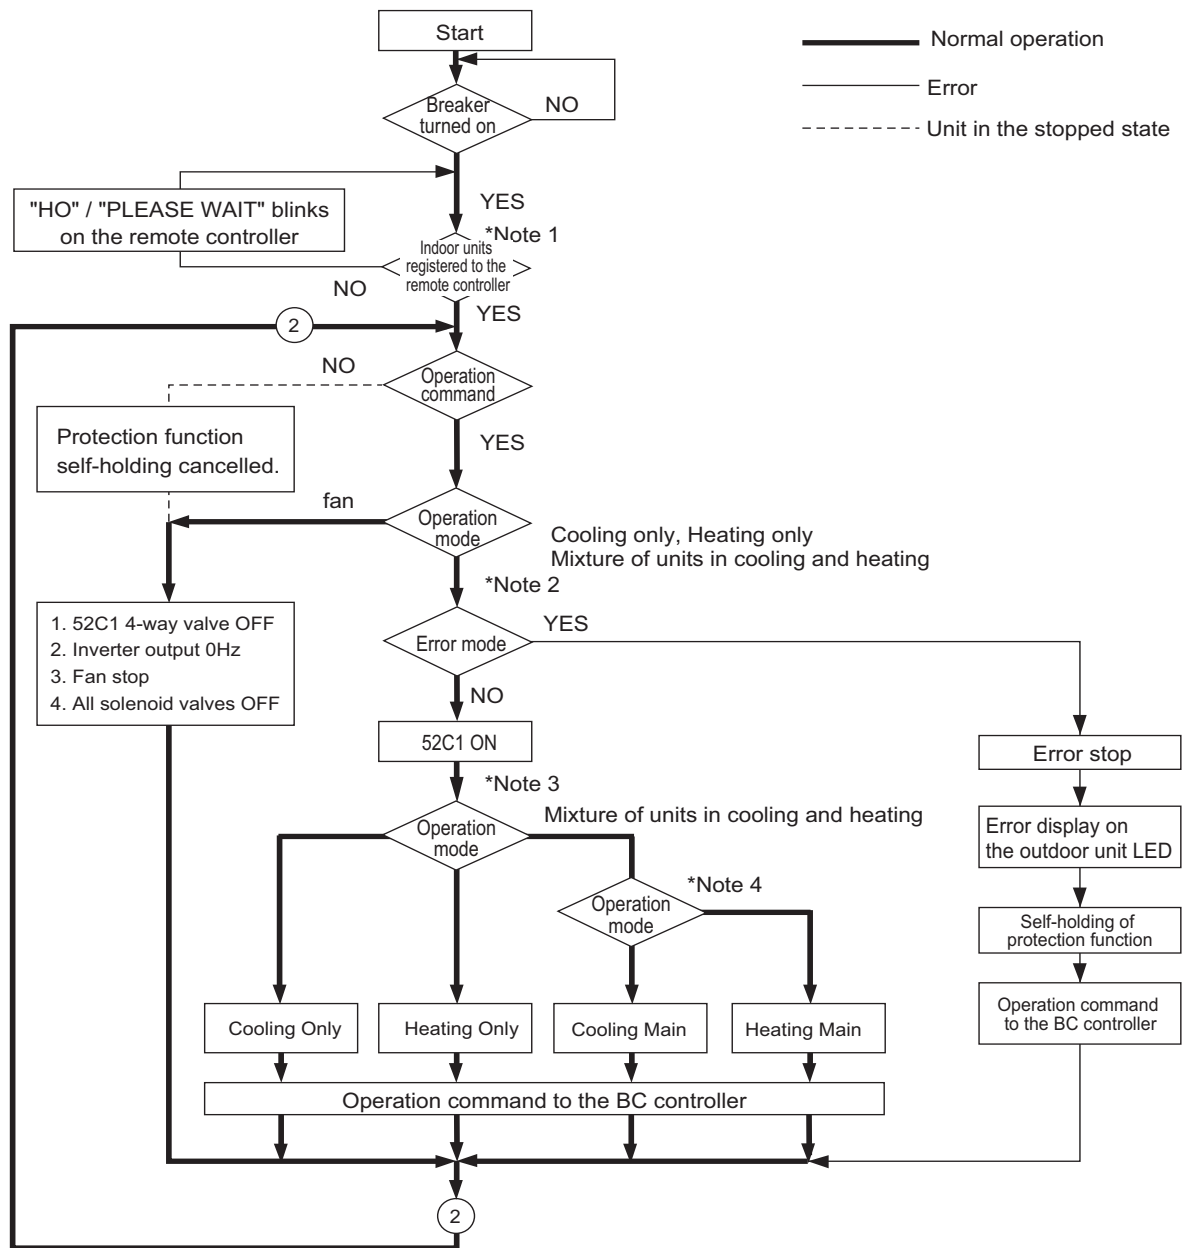 Start
Normal operation
Error
Unit in the stopped state
Breaker
turned on
NO
YES
"HO" / "PLEASE WAIT" blinks
on the remote controller
*Note 1
Indoor units
registered to the
remote controller
NO
YES
2
NO
Operation
command
YES
Protection function
self-holding cancelled.
fan
Operation
mode
Cooling only, Heating only
Mixture of units in cooling and heating
*Note 2
1. 52C1 4-way valve OFF
2. Inverter output 0Hz
3. Fan stop
4. All solenoid valves OFF
Error mode
YES
NO
52C1 ON
*Note 3
Operation
mode
Mixture of units in cooling and heating
*Note 4
Operation
mode
Error stop
Error display on
the outdoor unit LED
Self-holding of
protection function
Operation command
to the BC controller
Cooling Only
Heating Only
Cooling Main
Heating Main
Operation command to the BC controller
2